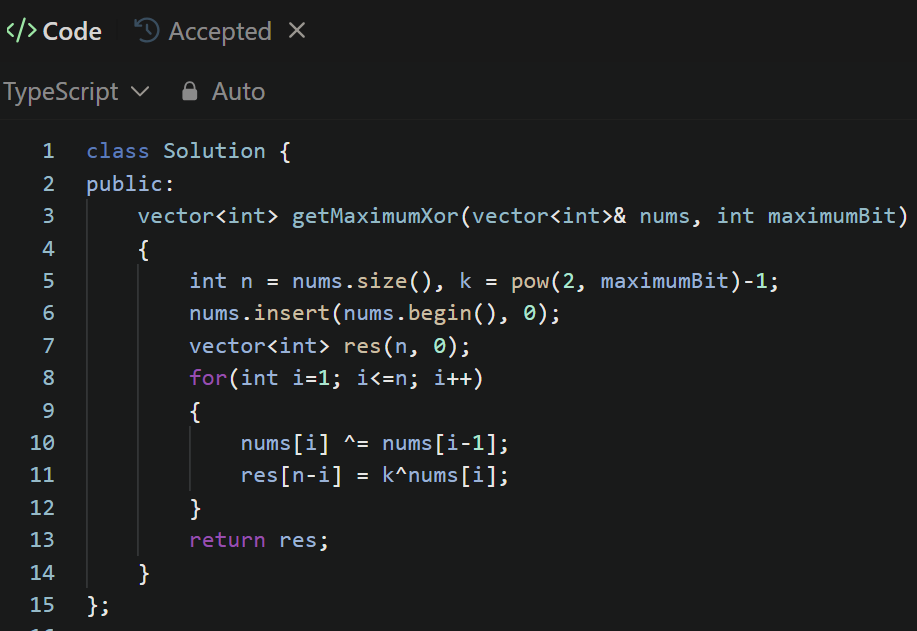 </> Code Accepted ×
TypeScript Auto
1 class Solution {
2 public:
3     vector<int> getMaximumXor(vector<int>& nums, int maximumBit)
4     {
5         int n = nums.size(), k = pow(2, maximumBit)-1;
6         nums.insert(nums.begin(), 0);
7         vector<int> res(n, 0);
8         for(int i=1; i<=n; i++)
9         {
10             nums[i] ^= nums[i-1];
11             res[n-i] = k^nums[i];
12         }
13         return res;
14     }
15 };